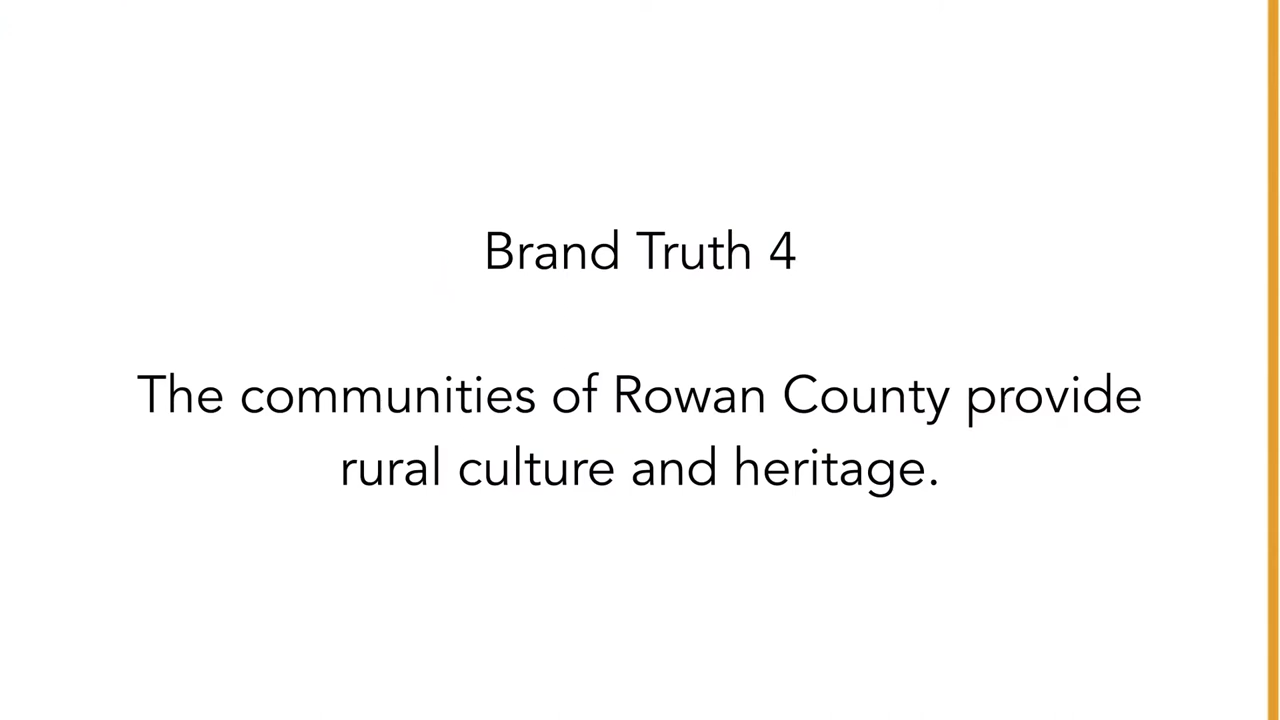 Brand Truth 4
The communities of Rowan County provide
rural culture and heritage.